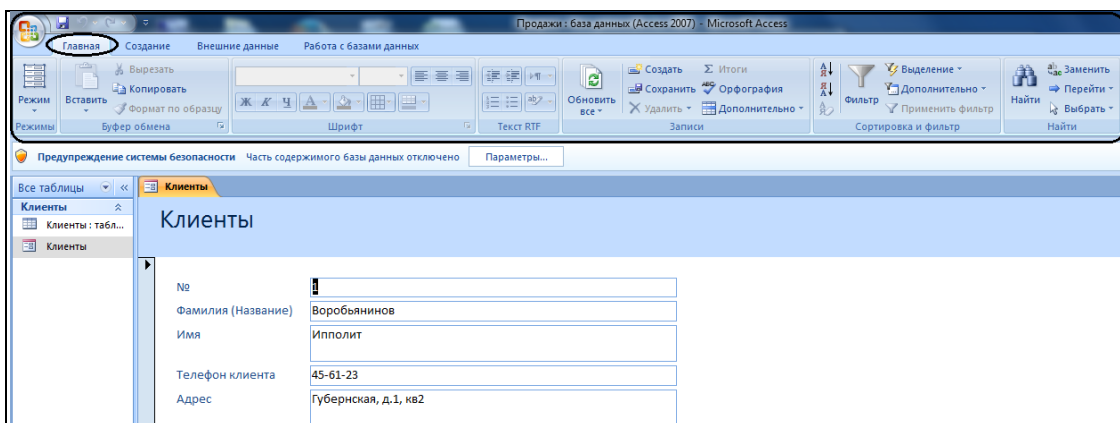 Продажи : база данных (Access 2007) - Microsoft Access
Главная Создание Внешние данные Работа с базами данных
Режим
Режимы
Вставить
Вырезать
Копировать
Формат по образцу
Буфер обмена
Ж К Ч А
Шрифт
Текст RTF
Обновить все
Создать
Сохранить
Удалить
Итоги
Орфография
Дополнительно
Записи
Фильтр
Выделение
Дополнительно
Применить фильтр
Сортировка и фильтр
Найти
Заменить
Перейти
Выбрать
Найти
Предупреждение системы безопасности Часть содержимого базы данных отключено Параметры...
Все таблицы
Клиенты
Клиенты : табл...
Клиенты
Клиенты
Клиенты
№ 1
Фамилия (Название) Воробьянинов
Имя Ипполит
Телефон клиента 45-61-23
Адрес Губернская, д.1, кв2